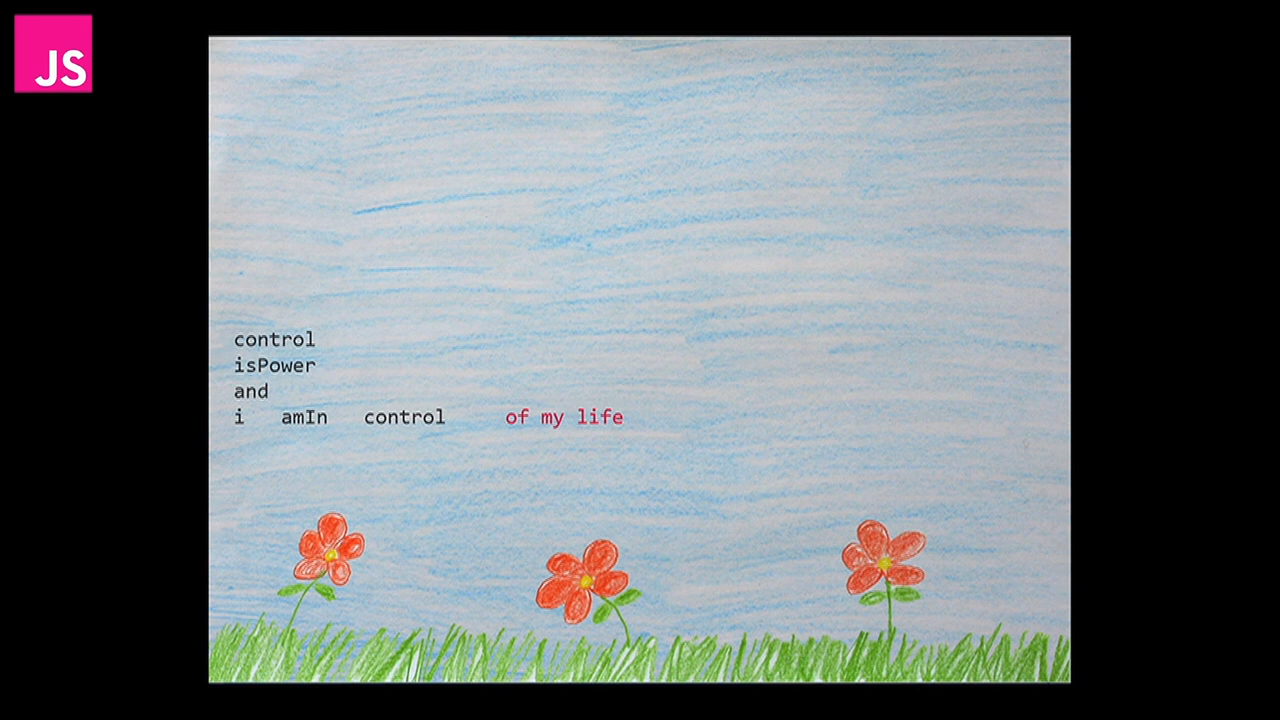 JS
control
isPower
and
i amIn control of my life